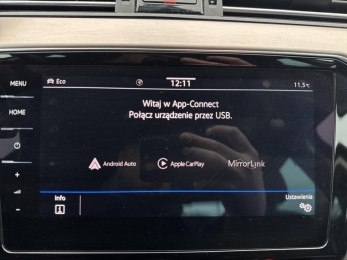 MENU
Eco
12:11
11.5°C
Witaj w App-Connect
HOME
Połącz urządzenie przez USB.
Android Auto
Apple CarPlay
MirrorLink
+
-
Info
Ustawienia